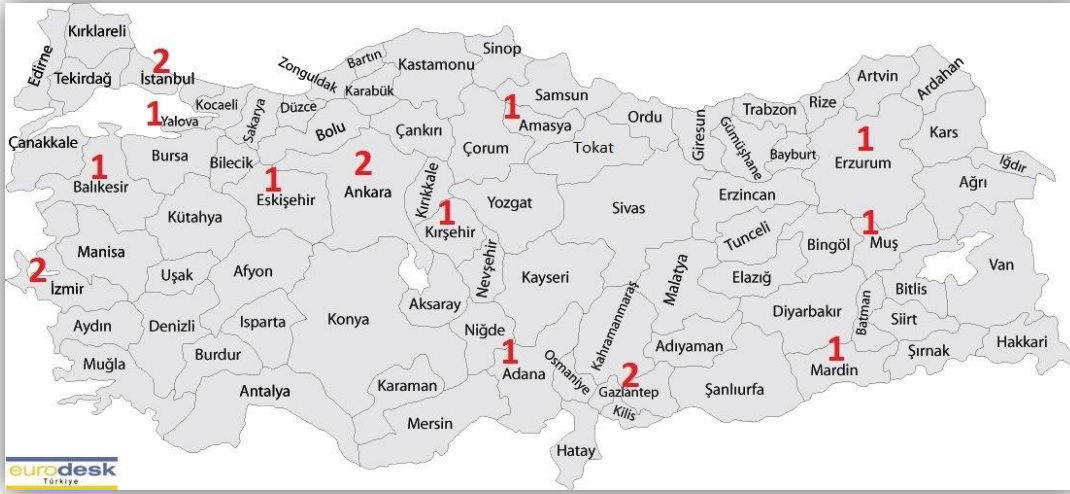 Kırklareli
Edirne
Tekirdağ
2
İstanbul
1
Yalova
Kocaeli
Sakarya
Düzce
Zonguldak
Bartın
Karabük
Kastamonu
Sinop
1
Samsun
Amasya
Ordu
Giresun
Trabzon
Rize
Artvin
Ardahan
Çanakkale
1
Balıkesir
Bursa
Bilecik
1
Eskişehir
Bolu
2
Ankara
Çankırı
Kırıkkale
Çorum
Tokat
Gümüşhane
Bayburt
1
Erzurum
Kars
Iğdır
Ağrı
Kütahya
1
Kırşehir
Yozgat
Sivas
Erzincan
Tunceli
Bingöl
1
Muş
Manisa
2
İzmir
Uşak
Afyon
Aksaray
Nevşehir
Kayseri
Kahramanmaraş
Malatya
Elazığ
Diyarbakır
Batman
Bitlis
Siirt
Van
Aydın
Denizli
Isparta
Konya
Niğde
1
Adana
Osmaniye
2
Gaziantep
Adıyaman
Şanlıurfa
1
Mardin
Şırnak
Hakkari
Muğla
Burdur
Antalya
Karaman
Mersin
Kilis
Hatay
eurodesk
Türkiye